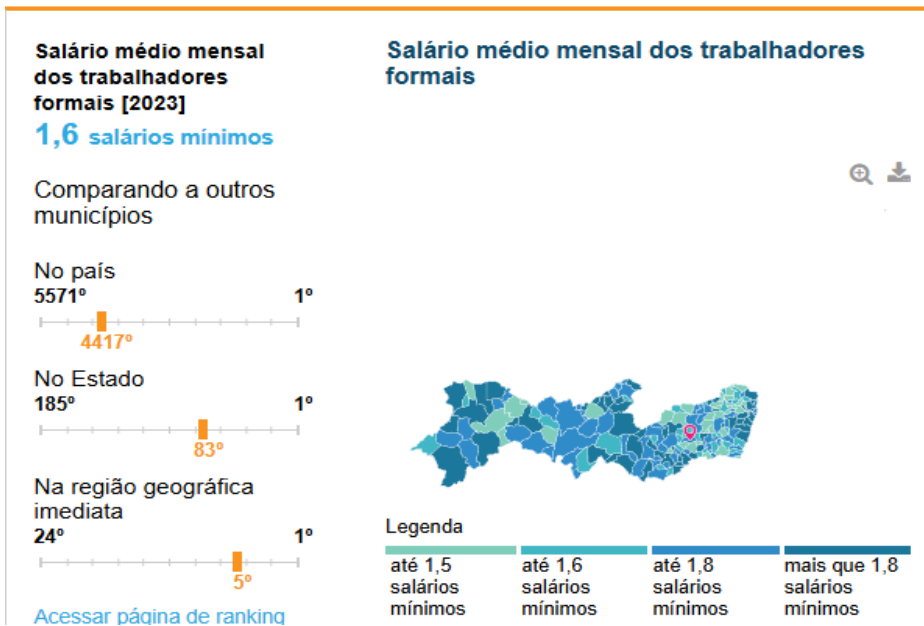 Salário médio mensal
dos trabalhadores
formais [2023]
1,6 salários mínimos
Comparando a outros
municípios
No país
5571º 1º
4417º
No Estado
185º 1º
83º
Na região geográfica
imediata
24º 1º
5º
Acessar página de ranking
Salário médio mensal dos trabalhadores
formais
Legenda
até 1,5
salários
mínimos
até 1,6
salários
mínimos
até 1,8
salários
mínimos
mais que 1,8
salários
mínimos